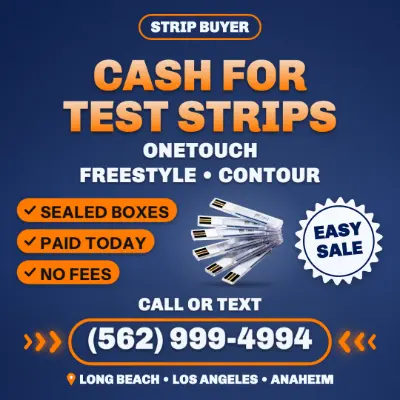 STRIP BUYER
CASH FOR
TEST STRIPS
ONETOUCH
FREESTYLE • CONTOUR
SEALED BOXES
PAID TODAY
NO FEES
EASY
SALE
CALL OR TEXT
(562) 999-4994
LONG BEACH • LOS ANGELES • ANAHEIM